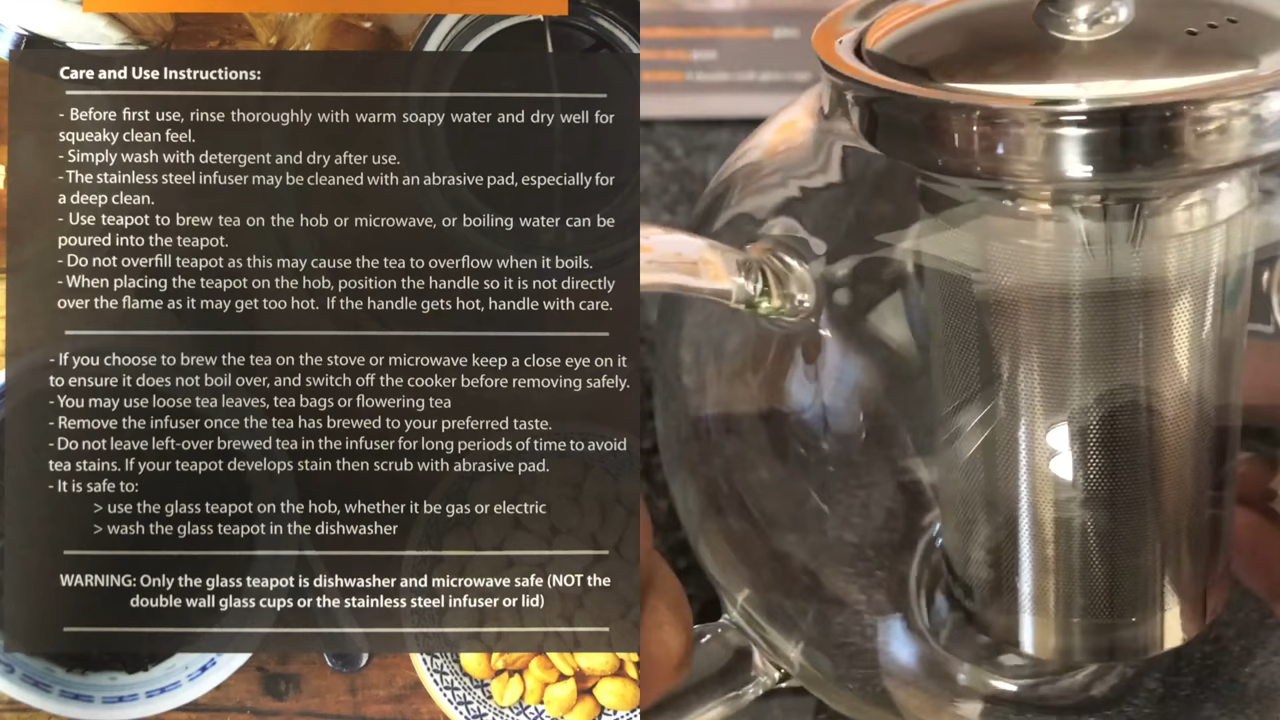 Care and Use Instructions:
- Before first use, rinse thoroughly with warm soapy water and dry well for
squeaky clean feel.
- Simply wash with detergent and dry after use.
- The stainless steel infuser may be cleaned with an abrasive pad, especially for
a deep clean.
- Use teapot to brew tea on the hob or microwave, or boiling water can be
poured into the teapot.
- Do not overfill teapot as this may cause the tea to overflow when it boils.
- When placing the teapot on the hob, position the handle so it is not directly
over the flame as it may get too hot. If the handle gets hot, handle with care.
- If you choose to brew the tea on the stove or microwave keep a close eye on it
to ensure it does not boil over, and switch off the cooker before removing safely.
- You may use loose tea leaves, tea bags or flowering tea
- Remove the infuser once the tea has brewed to your preferred taste.
- Do not leave left-over brewed tea in the infuser for long periods of time to avoid
tea stains. If your teapot develops stain then scrub with abrasive pad.
- It is safe to:
> use the glass teapot on the hob, whether it be gas or electric
> wash the glass teapot in the dishwasher
WARNING: Only the glass teapot is dishwasher and microwave safe (NOT the
double wall glass cups or the stainless steel infuser or lid)